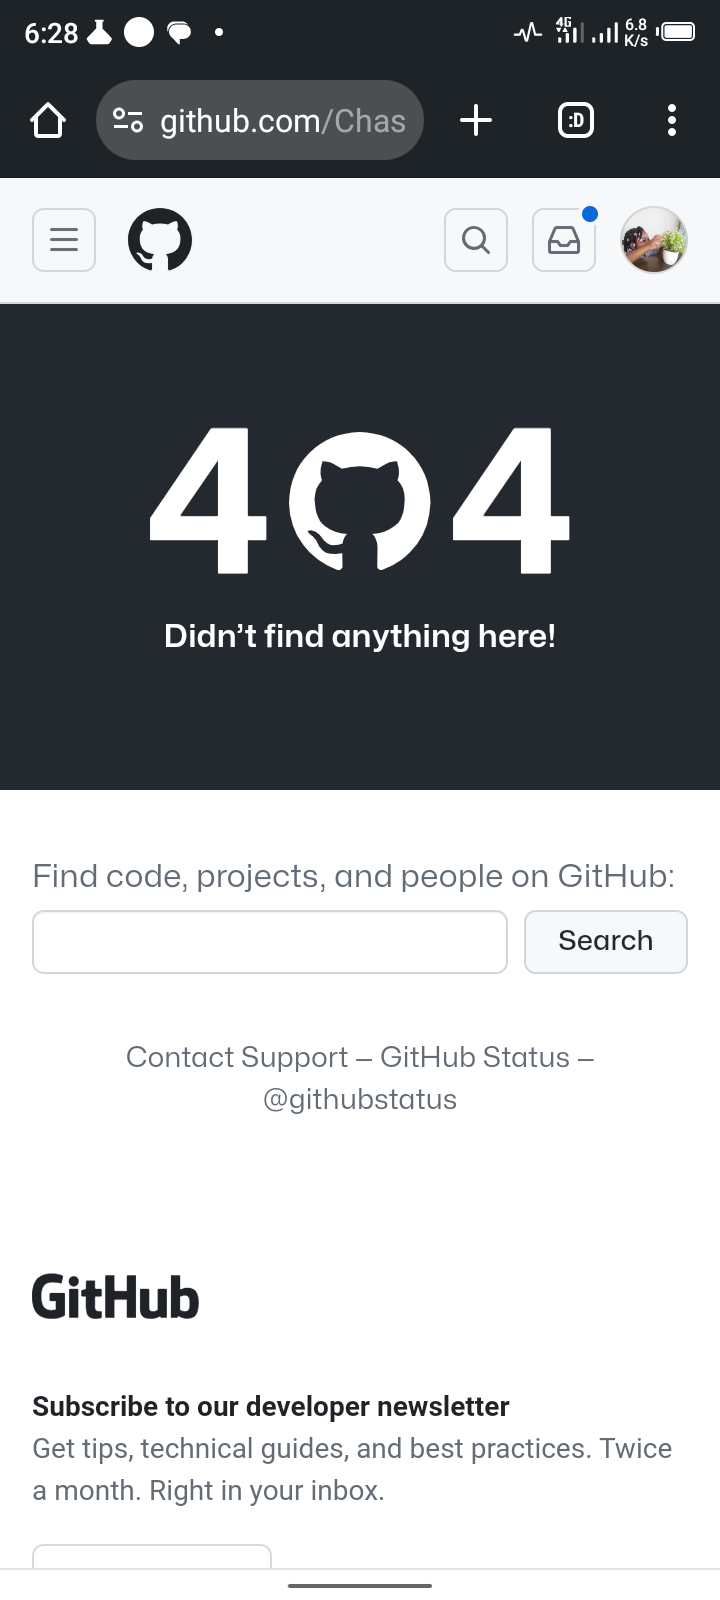 6:28
4G
6.8
K/s
github.com/Chas
:D
4 4
Didn’t find anything here!
Find code, projects, and people on GitHub:
Search
Contact Support — GitHub Status —
@githubstatus
GitHub
Subscribe to our developer newsletter
Get tips, technical guides, and best practices. Twice
a month. Right in your inbox.